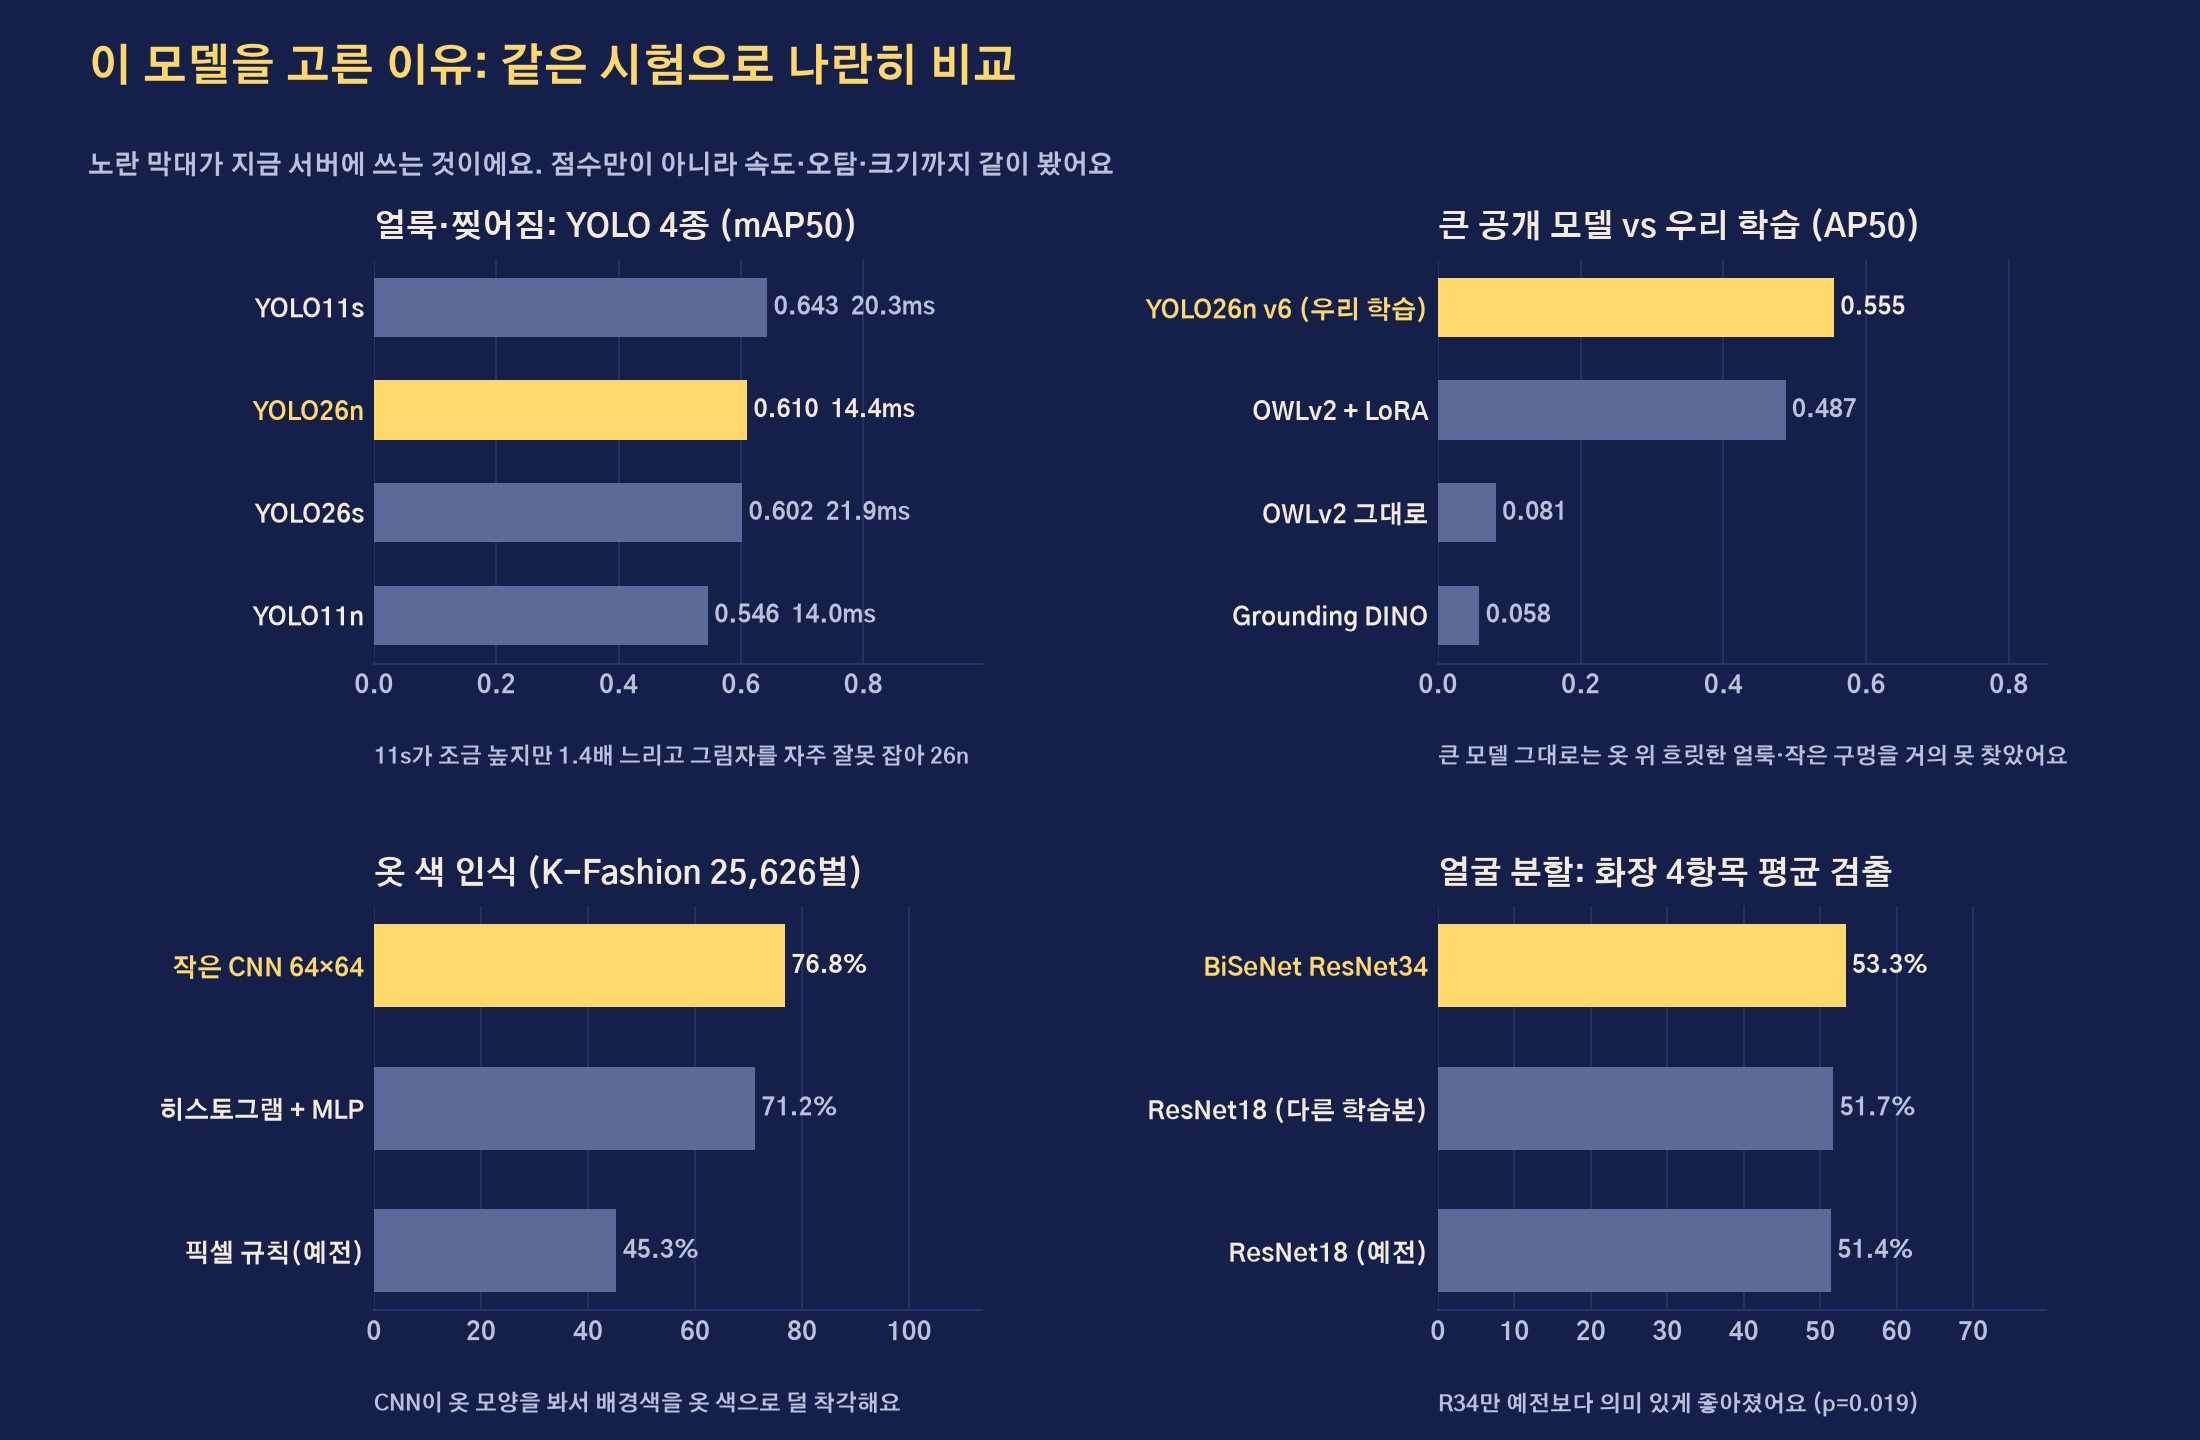 이 모델을 고른 이유: 같은 시험으로 나란히 비교
노란 막대가 지금 서버에 쓰는 것이에요. 점수만이 아니라 속도·오탐·크기까지 같이 봤어요
얼룩·찢어짐: YOLO 4종 (mAP50)
YOLO11s 0.643 20.3ms
YOLO26n 0.610 14.4ms
YOLO26s 0.602 21.9ms
YOLO11n 0.546 14.0ms
0.0 0.2 0.4 0.6 0.8
11s가 조금 높지만 1.4배 느리고 그림자를 자주 잘못 잡아 26n
큰 공개 모델 vs 우리 학습 (AP50)
YOLO26n v6 (우리 학습) 0.555
OWLv2 + LoRA 0.487
OWLv2 그대로 0.081
Grounding DINO 0.058
0.0 0.2 0.4 0.6 0.8
큰 모델 그대로는 옷 위 흐릿한 얼룩·작은 구멍을 거의 못 찾았어요
옷 색 인식 (K-Fashion 25,626벌)
작은 CNN 64×64 76.8%
히스토그램 + MLP 71.2%
픽셀 규칙(예전) 45.3%
0 20 40 60 80 100
CNN이 옷 모양을 봐서 배경색을 옷 색으로 덜 착각해요
얼굴 분할: 화장 4항목 평균 검출
BiSeNet ResNet34 53.3%
ResNet18 (다른 학습본) 51.7%
ResNet18 (예전) 51.4%
0 10 20 30 40 50 60 70
R34만 예전보다 의미 있게 좋아졌어요 (p=0.019)